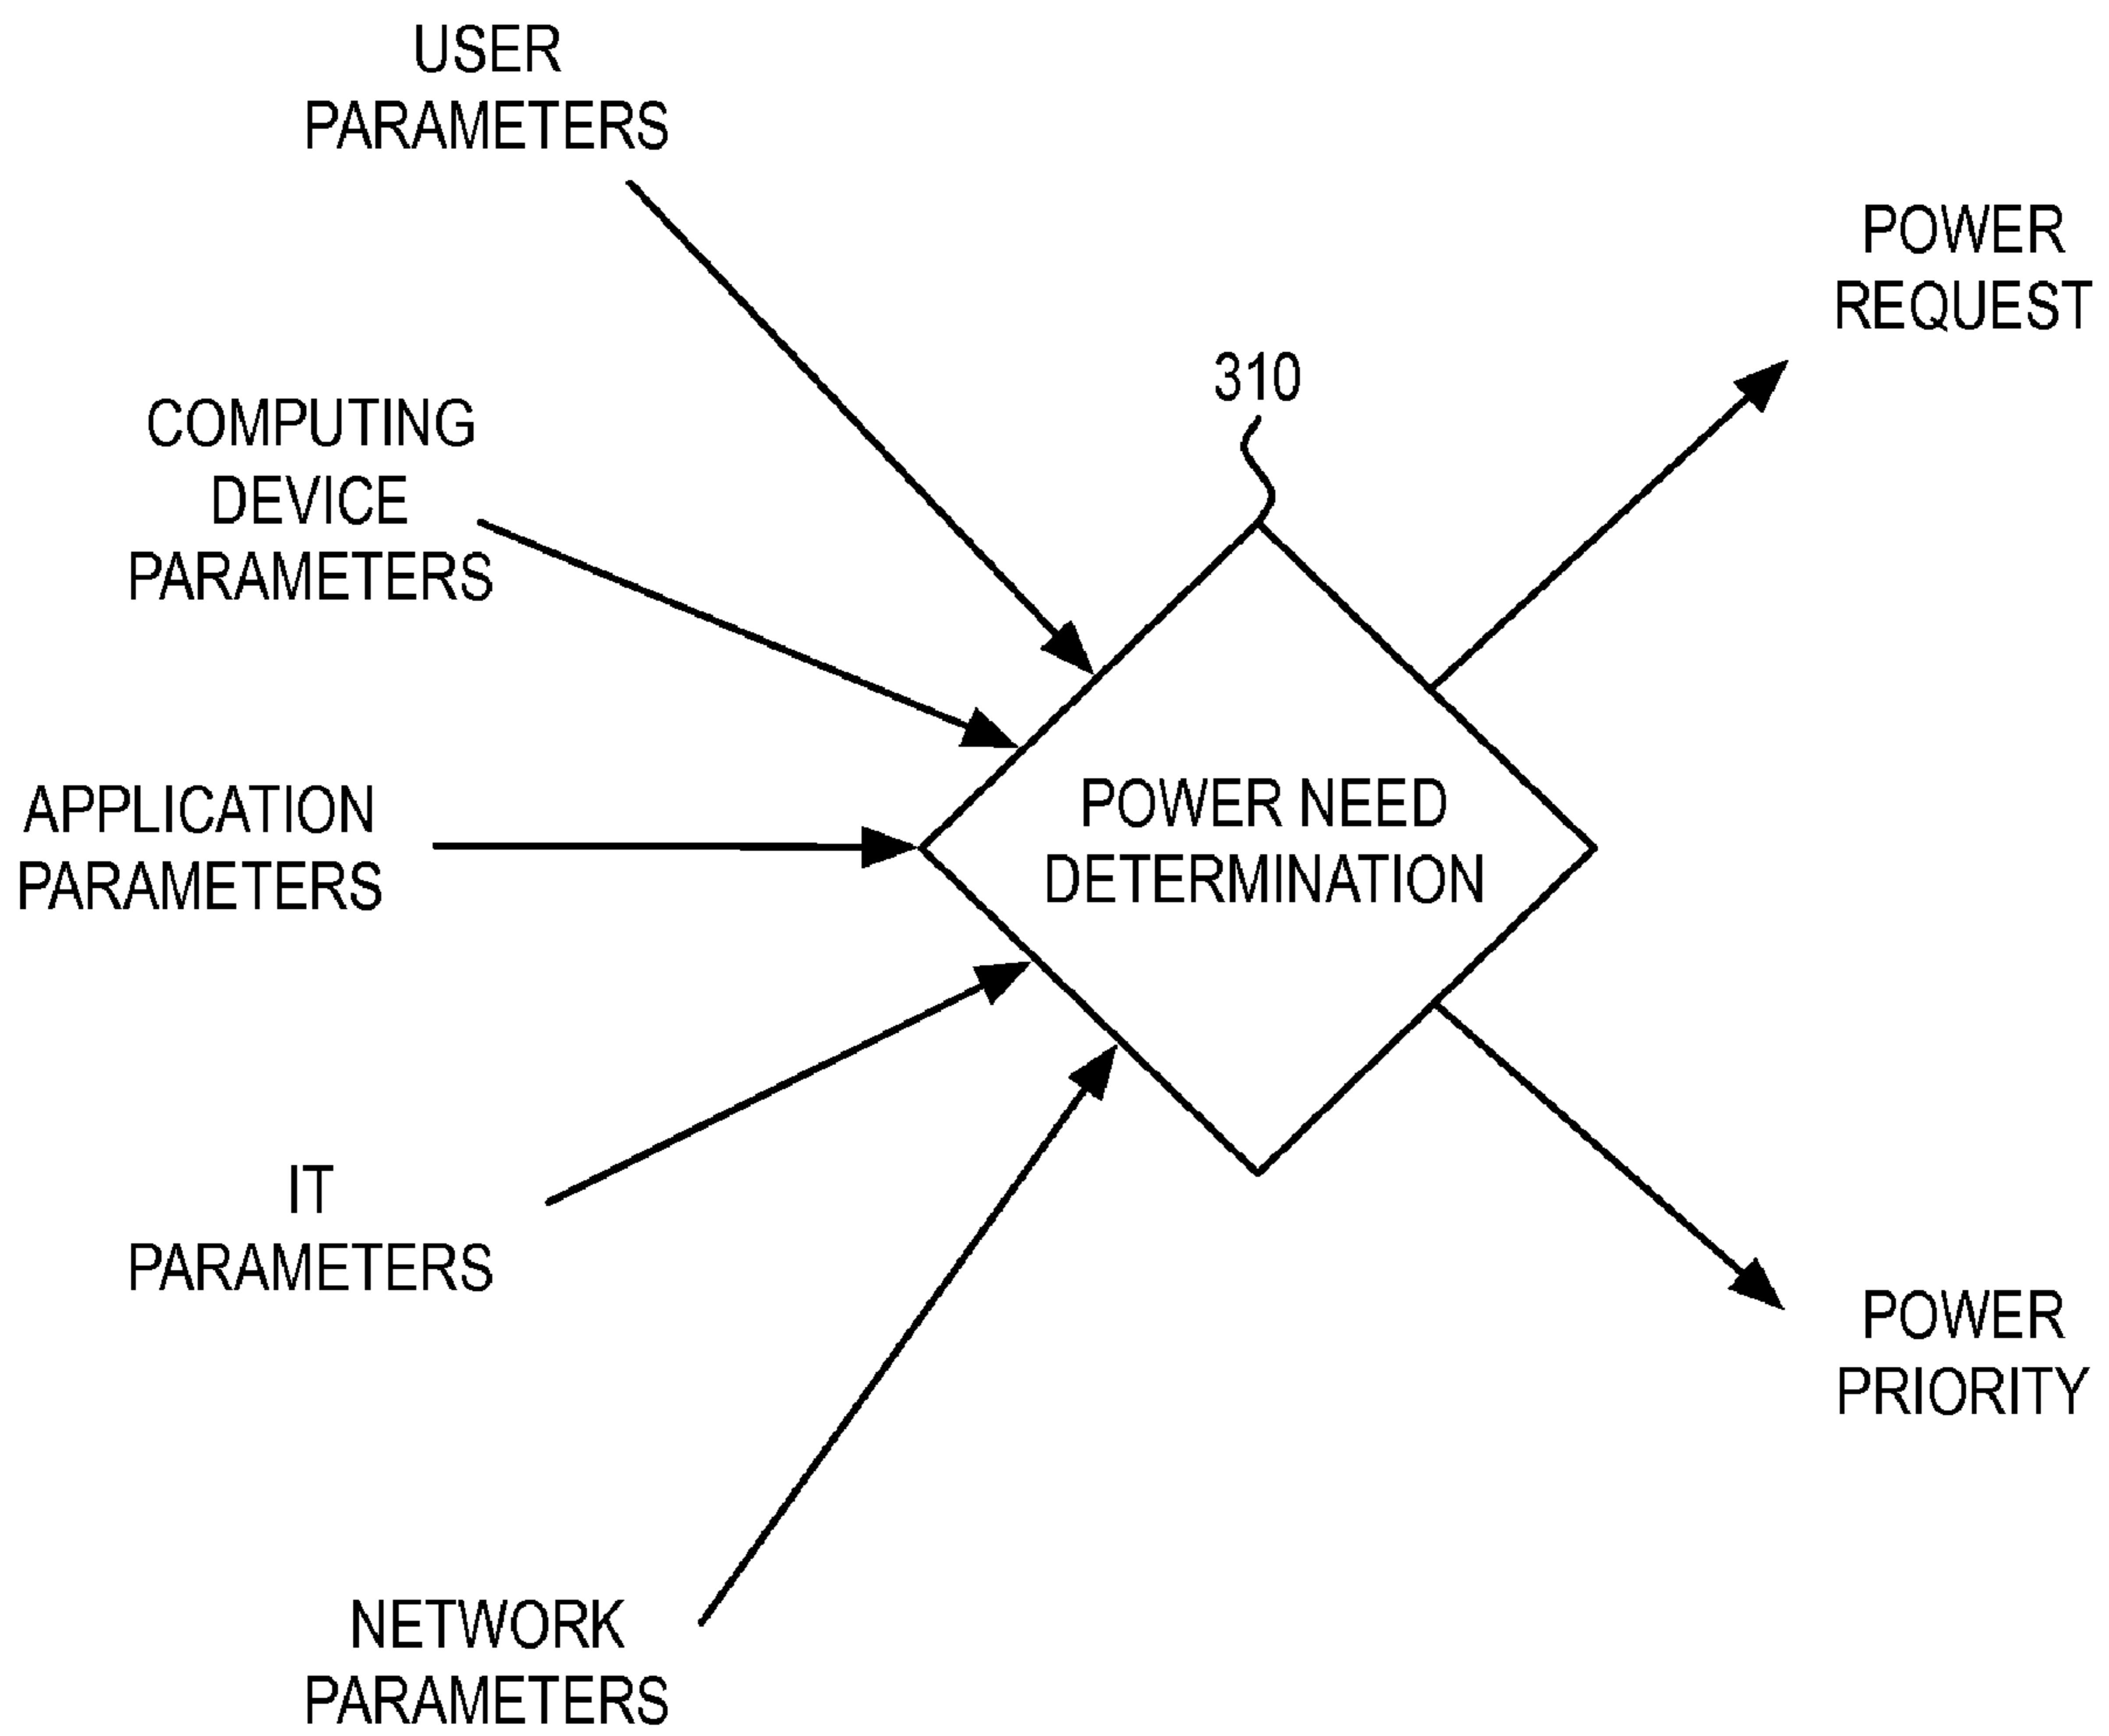 USER
PARAMETERS
POWER
REQUEST
310
COMPUTING
DEVICE
PARAMETERS
APPLICATION
PARAMETERS
POWER NEED
DETERMINATION
IT
PARAMETERS
POWER
PRIORITY
NETWORK
PARAMETERS